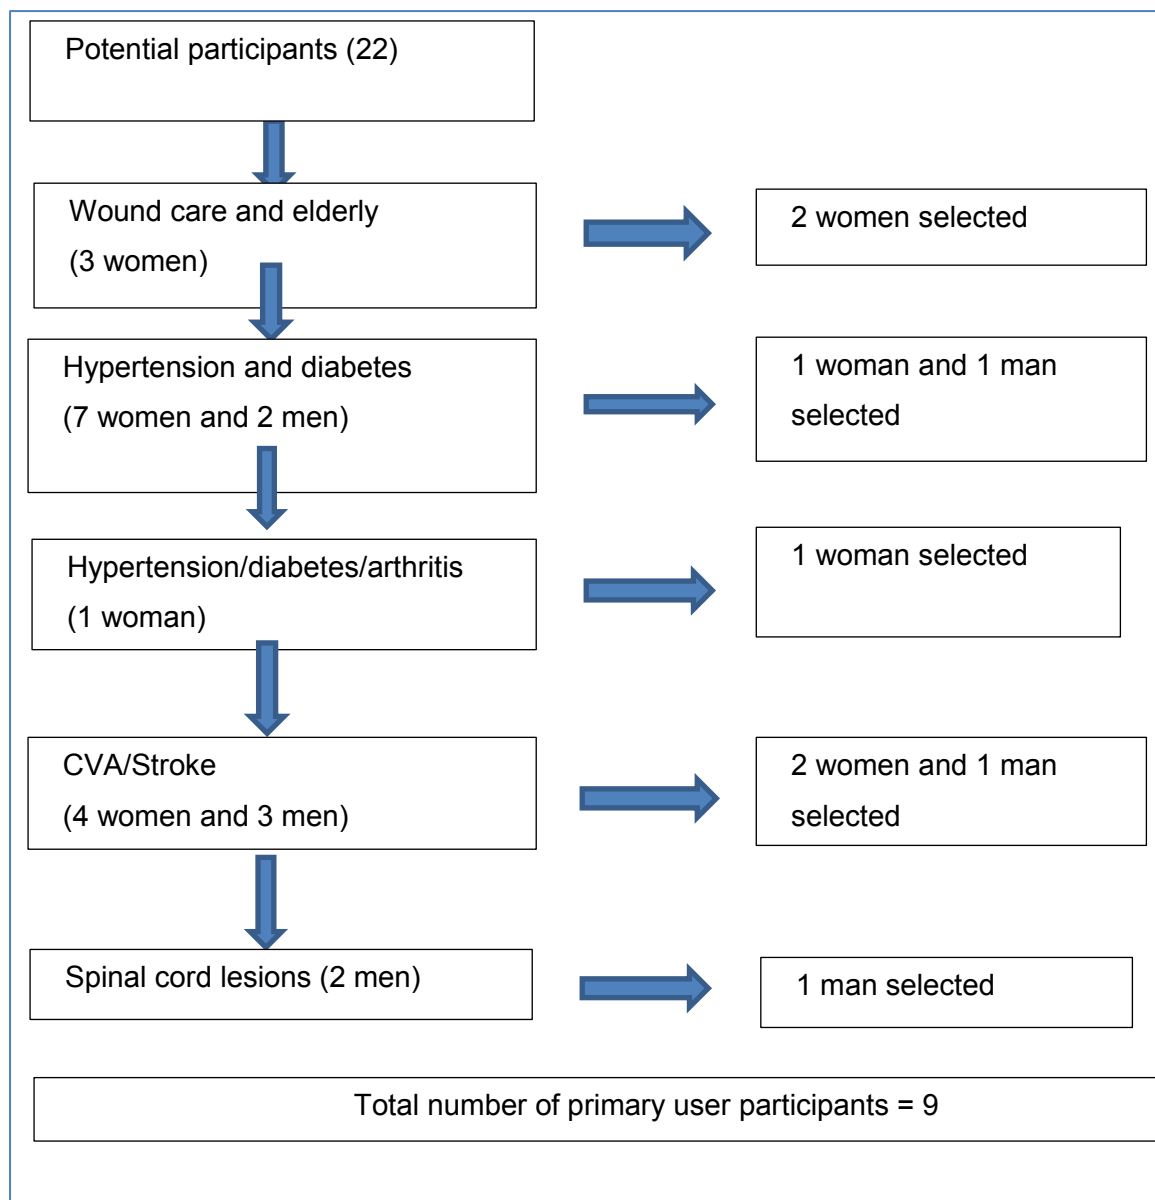 Potential participants (22)
Wound care and elderly
(3 women)
2 women selected
Hypertension and diabetes
(7 women and 2 men)
1 woman and 1 man
selected
Hypertension/diabetes/arthritis
(1 woman)
1 woman selected
CVA/Stroke
(4 women and 3 men)
2 women and 1 man
selected
Spinal cord lesions (2 men)
1 man selected
Total number of primary user participants = 9